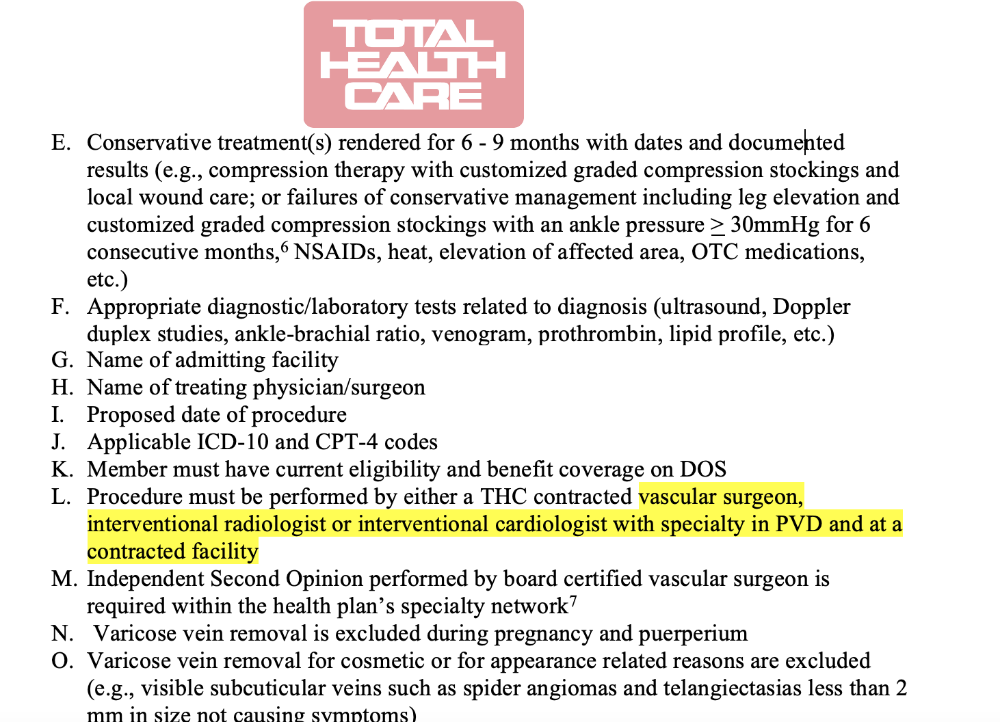 TOTAL
HEALTH
CARE
E. Conservative treatment(s) rendered for 6 - 9 months with dates and documented
results (e.g., compression therapy with customized graded compression stockings and
local wound care; or failures of conservative management including leg elevation and
customized graded compression stockings with an ankle pressure ≥ 30mmHg for 6
consecutive months,⁶ NSAIDs, heat, elevation of affected area, OTC medications,
etc.)
F. Appropriate diagnostic/laboratory tests related to diagnosis (ultrasound, Doppler
duplex studies, ankle-brachial ratio, venogram, prothrombin, lipid profile, etc.)
G. Name of admitting facility
H. Name of treating physician/surgeon
I. Proposed date of procedure
J. Applicable ICD-10 and CPT-4 codes
K. Member must have current eligibility and benefit coverage on DOS
L. Procedure must be performed by either a THC contracted vascular surgeon,
interventional radiologist or interventional cardiologist with specialty in PVD and at a
contracted facility
M. Independent Second Opinion performed by board certified vascular surgeon is
required within the health plan’s specialty network⁷
N. Varicose vein removal is excluded during pregnancy and puerperium
O. Varicose vein removal for cosmetic or for appearance related reasons are excluded
(e.g., visible subcuticular veins such as spider angiomas and telangiectasias less than 2
mm in size not causing symptoms)